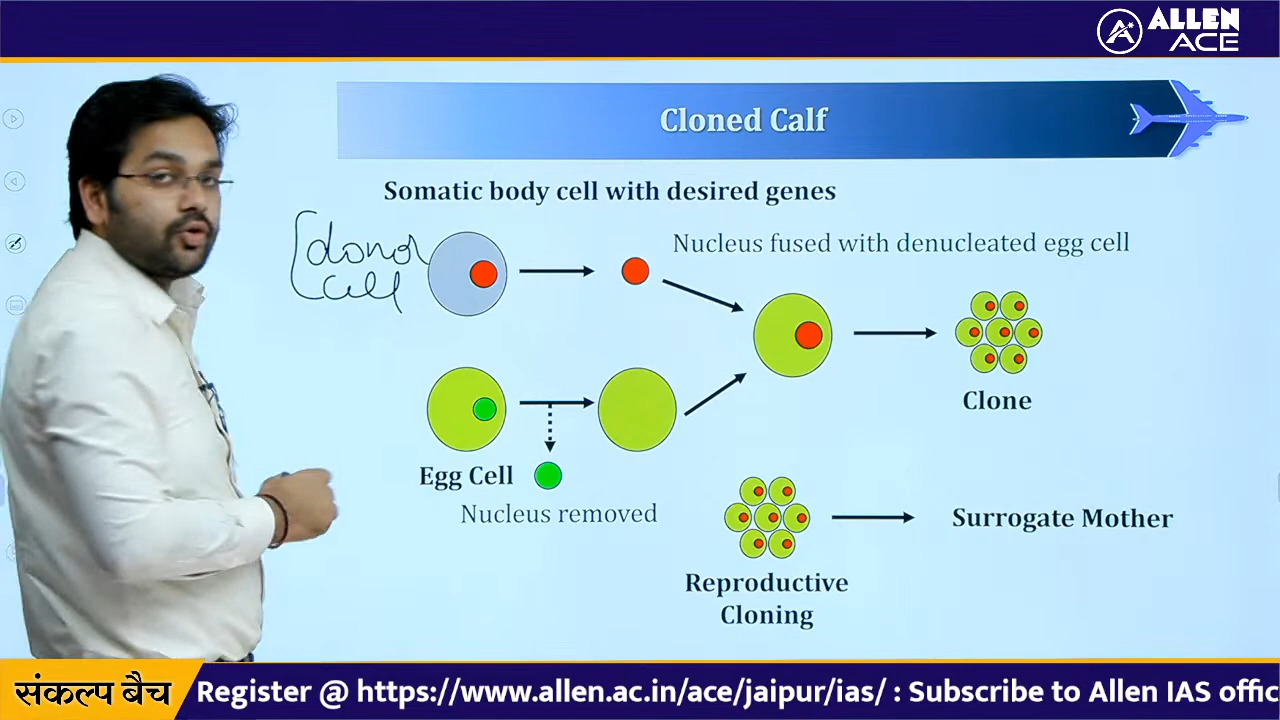 ALLEN
ACE
Cloned Calf
Somatic body cell with desired genes
donor
cell
Nucleus fused with denucleated egg cell
Clone
Egg Cell
Nucleus removed
Surrogate Mother
Reproductive
Cloning
संकल्प बैच
Register @ https://www.allen.ac.in/ace/jaipur/ias/ : Subscribe to Allen IAS offic